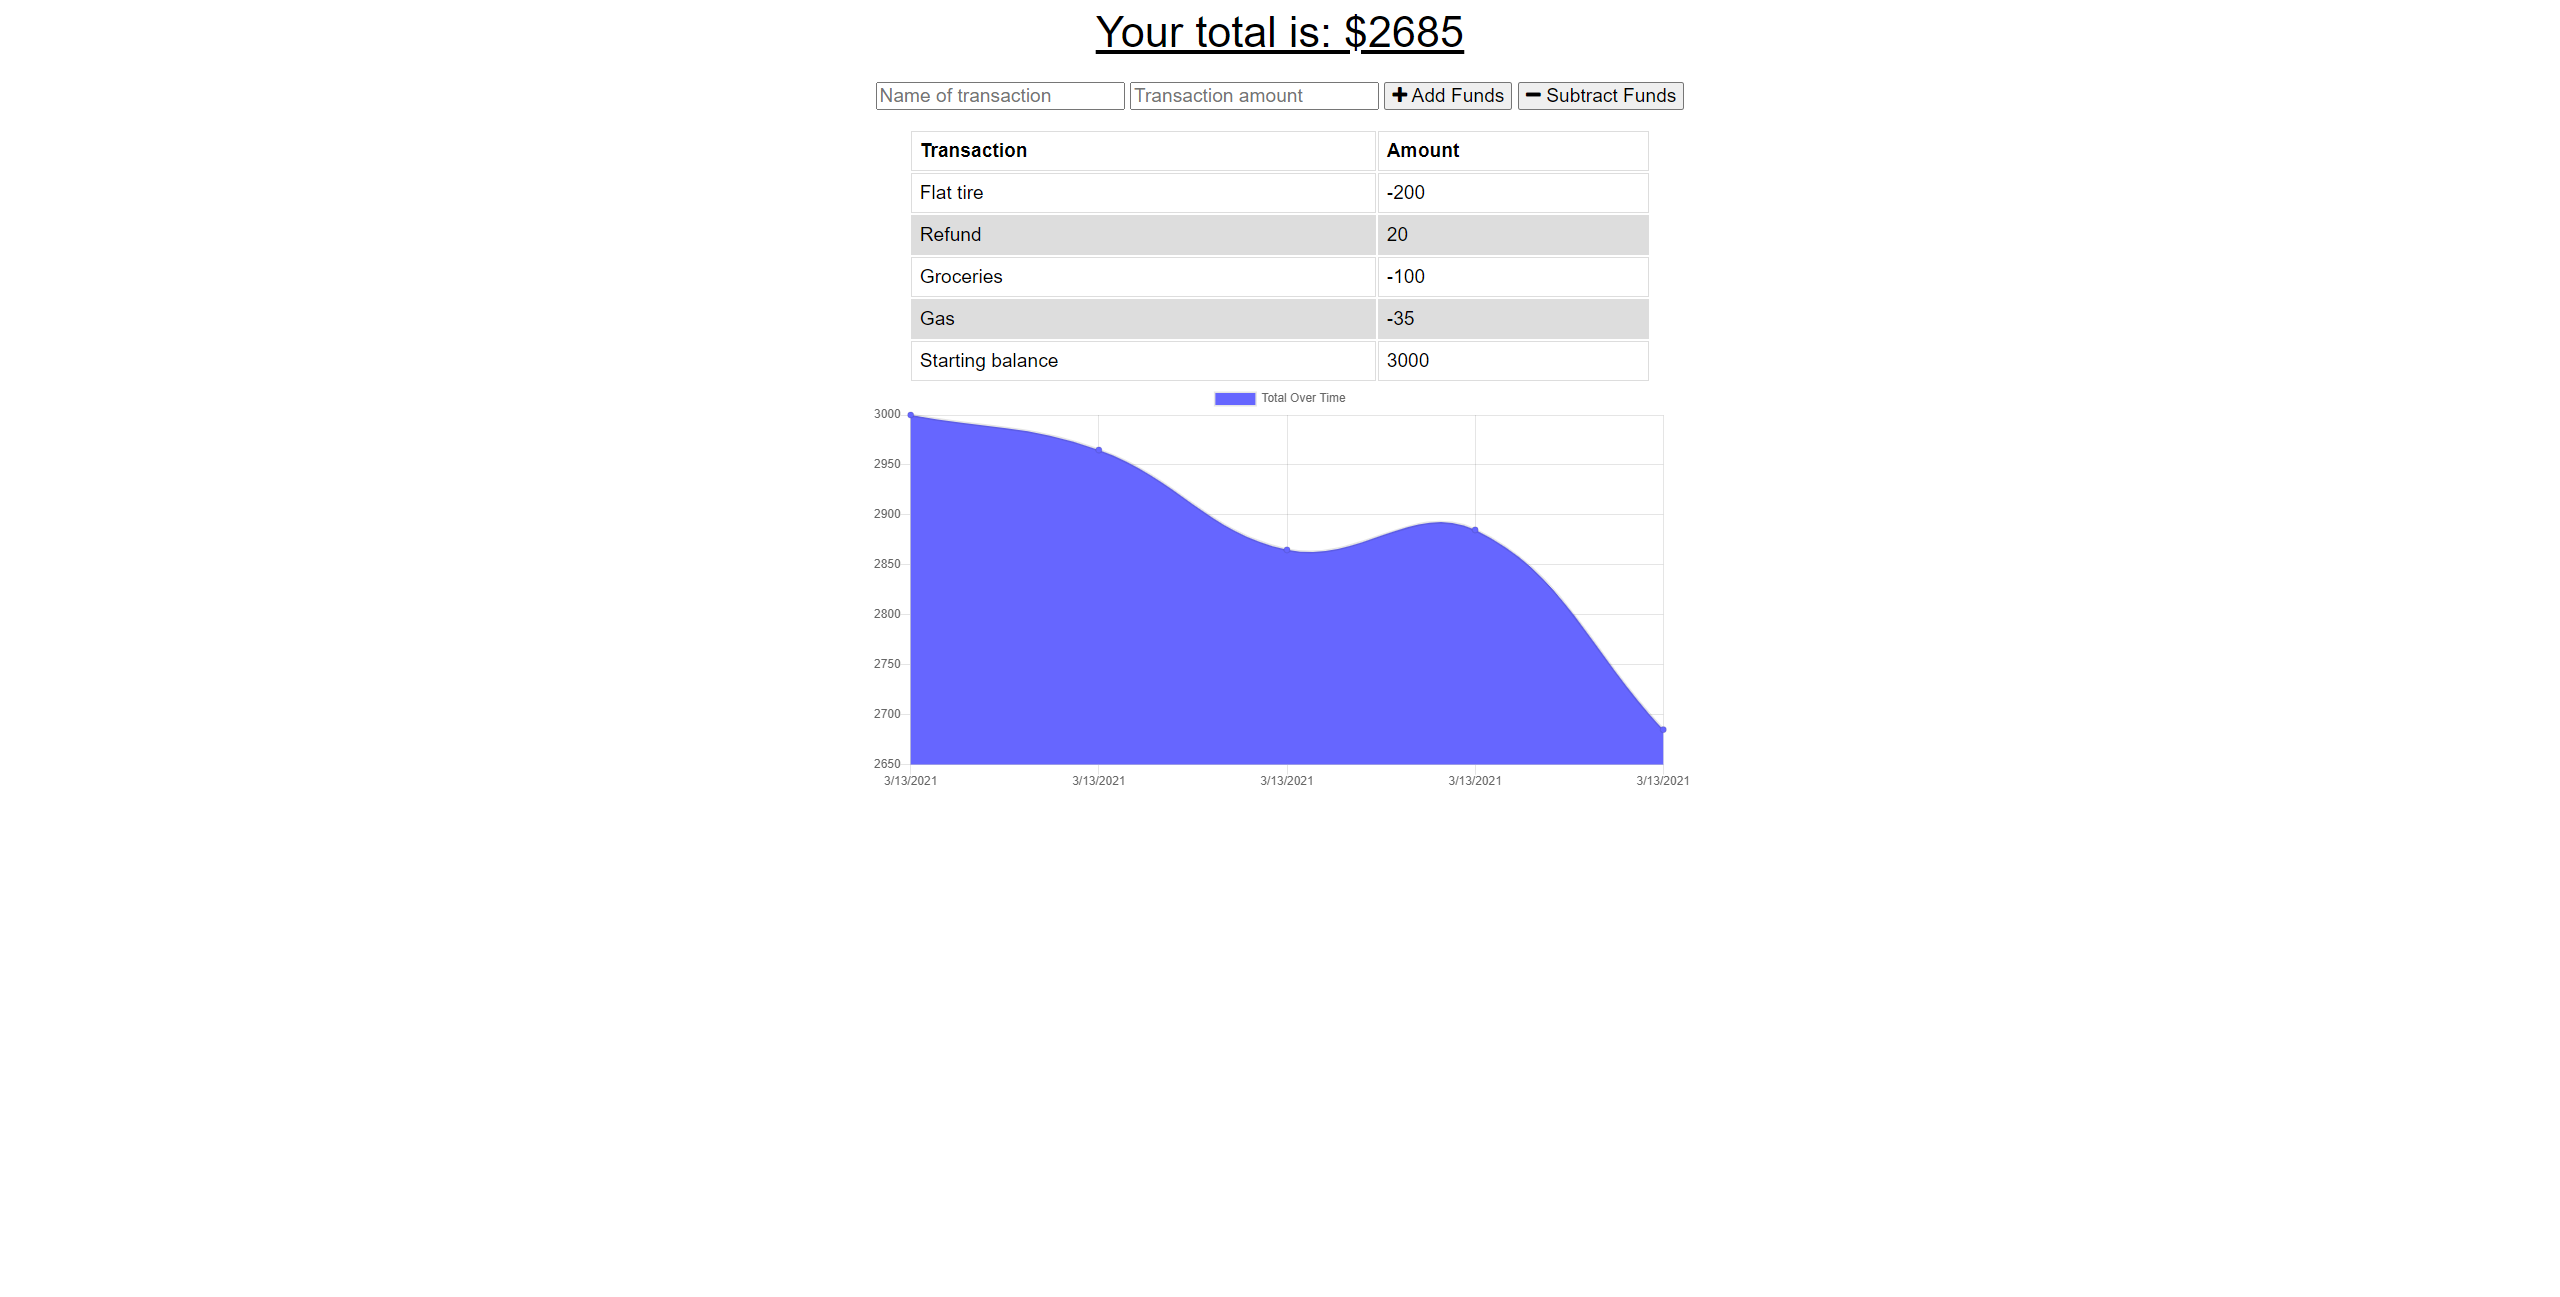 Your total is: $2685
Name of transaction Transaction amount Add Funds Subtract Funds
Transaction Amount
Flat tire -200
Refund 20
Groceries -100
Gas -35
Starting balance 3000
Total Over Time
3000
2950
2900
2850
2800
2750
2700
2650
3/13/2021 3/13/2021 3/13/2021 3/13/2021 3/13/2021